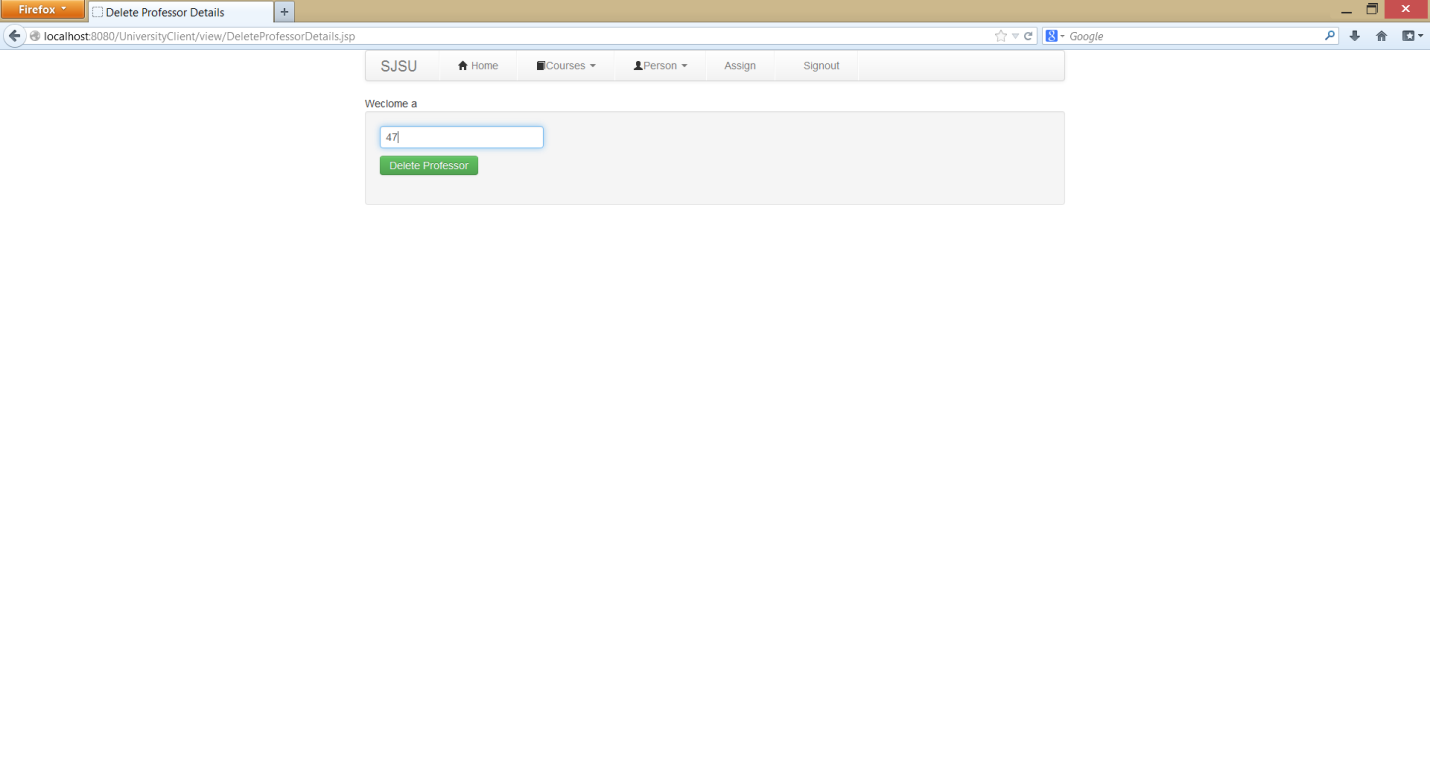 Firefox
Delete Professor Details
localhost:8080/UniversityClient/view/DeleteProfessorDetails.jsp
Google
SJSU Home Courses Person Assign Signout
Weclome a
47
Delete Professor